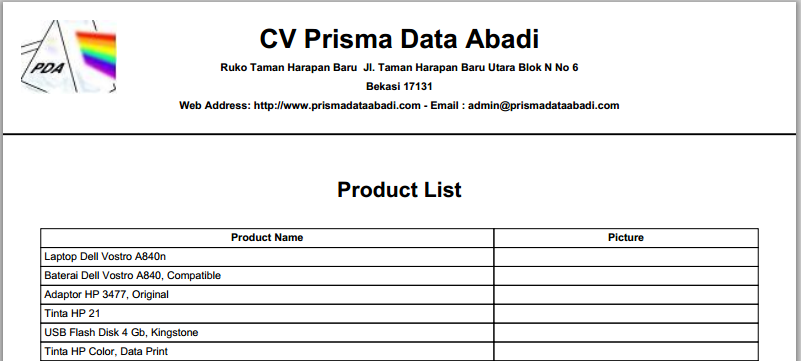 PDA
CV Prisma Data Abadi
Ruko Taman Harapan Baru Jl. Taman Harapan Baru Utara Blok N No 6
Bekasi 17131
Web Address: http://www.prismadataabadi.com - Email : admin@prismadataabadi.com
Product List
Product Name Picture
Laptop Dell Vostro A840n
Baterai Dell Vostro A840, Compatible
Adaptor HP 3477, Original
Tinta HP 21
USB Flash Disk 4 Gb, Kingstone
Tinta HP Color, Data Print